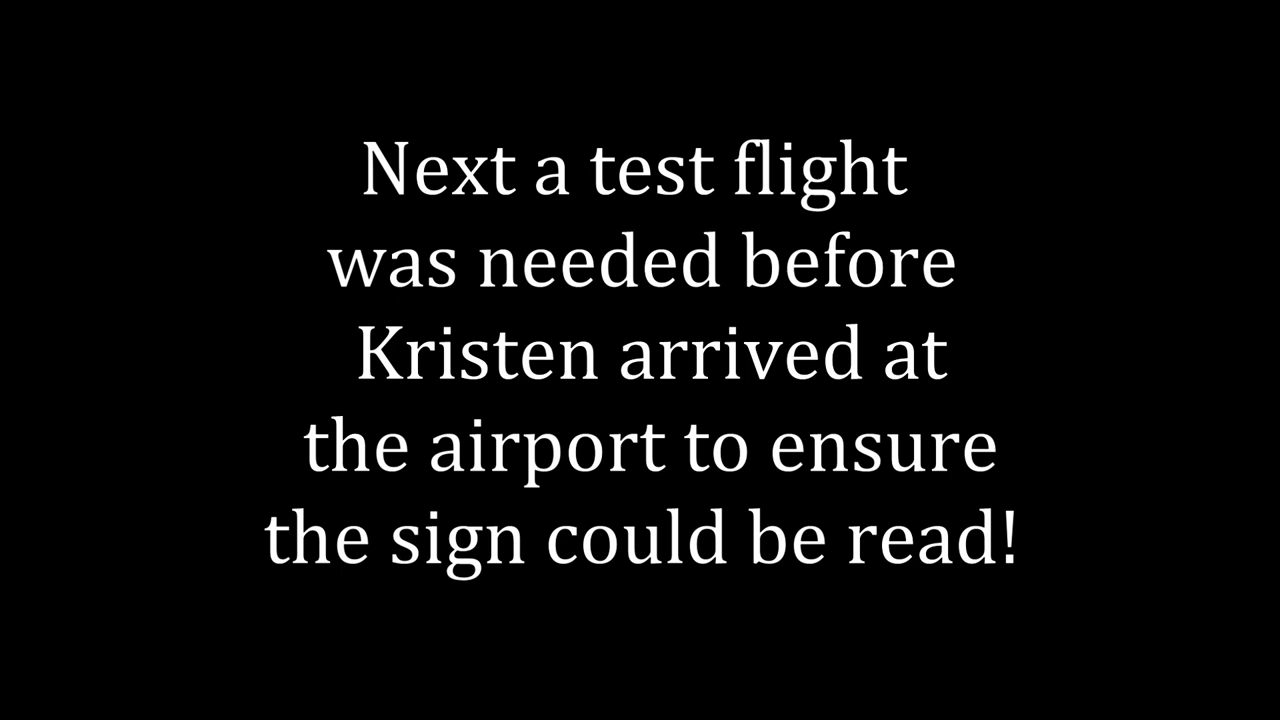 Next a test flight
was needed before
Kristen arrived at
the airport to ensure
the sign could be read!